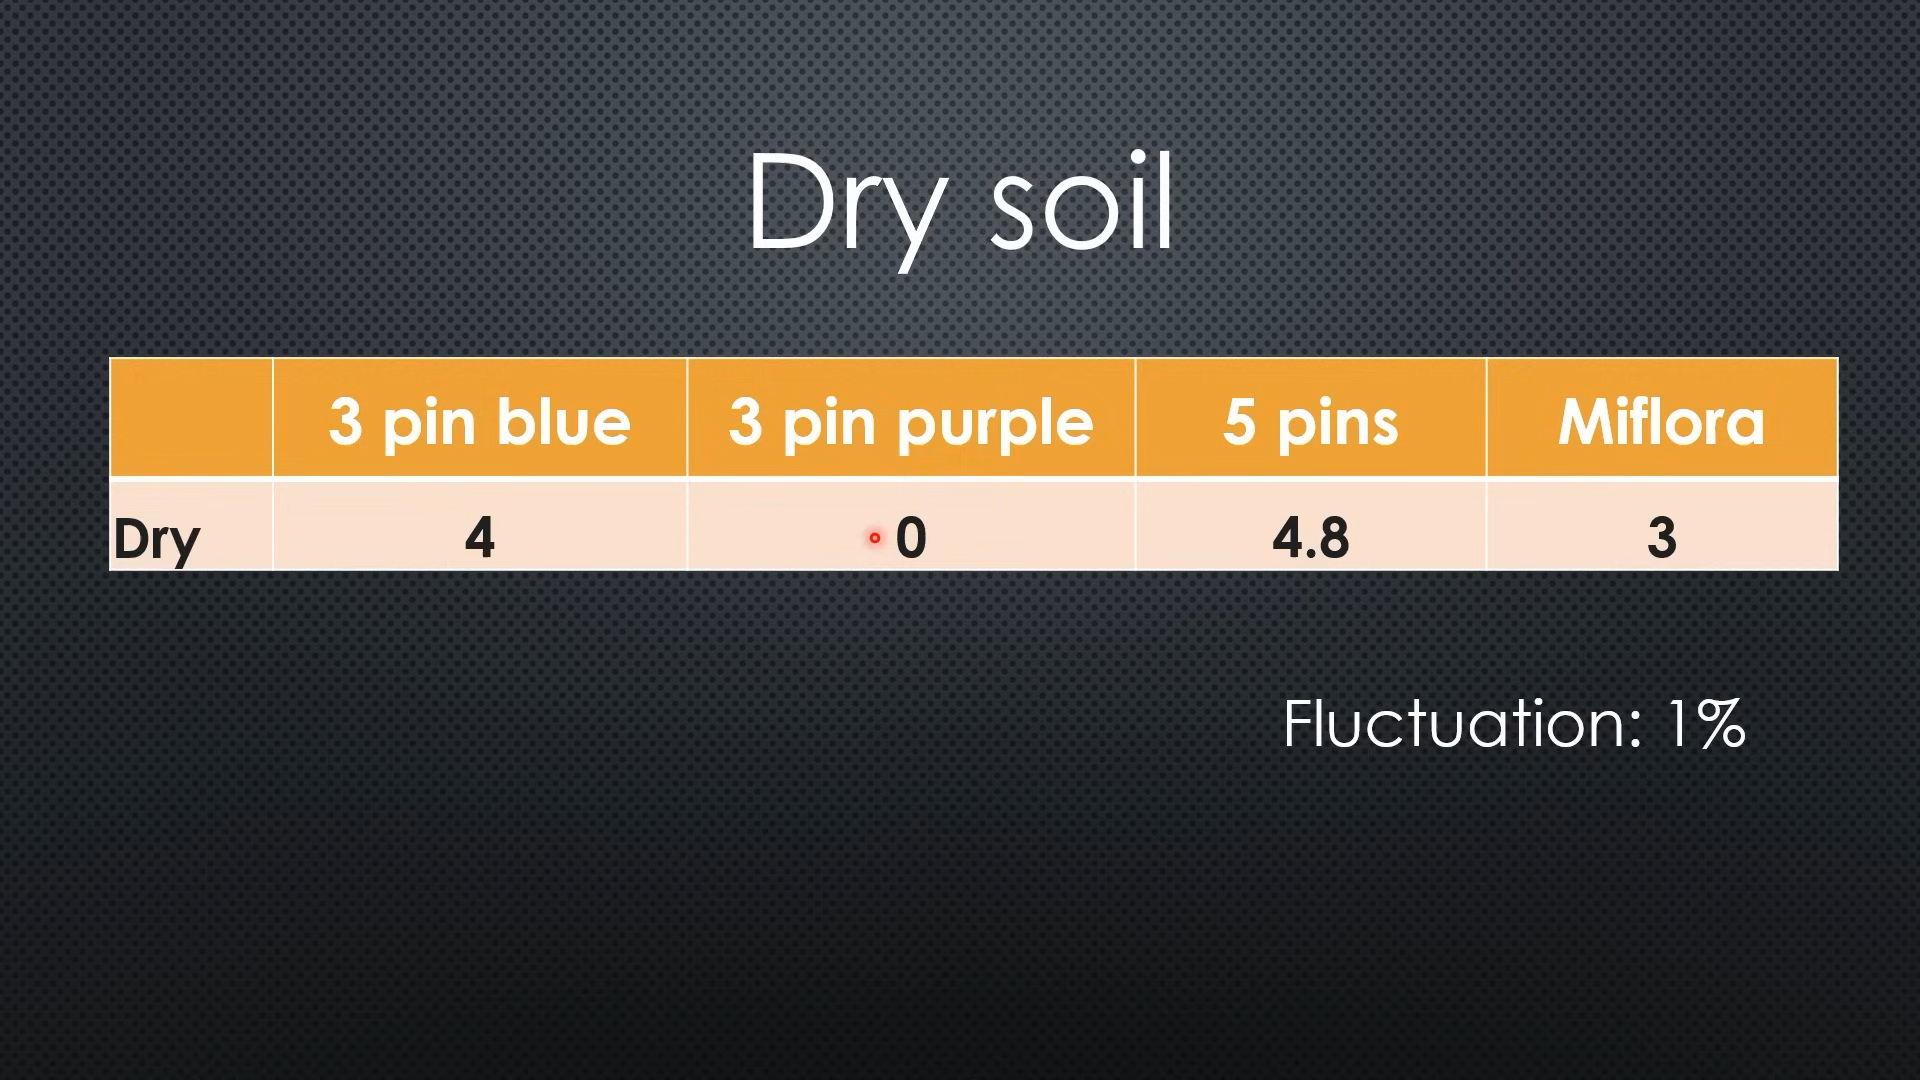 Dry soil
3 pin blue 3 pin purple 5 pins Miflora
Dry 4 0 4.8 3
Fluctuation: 1%